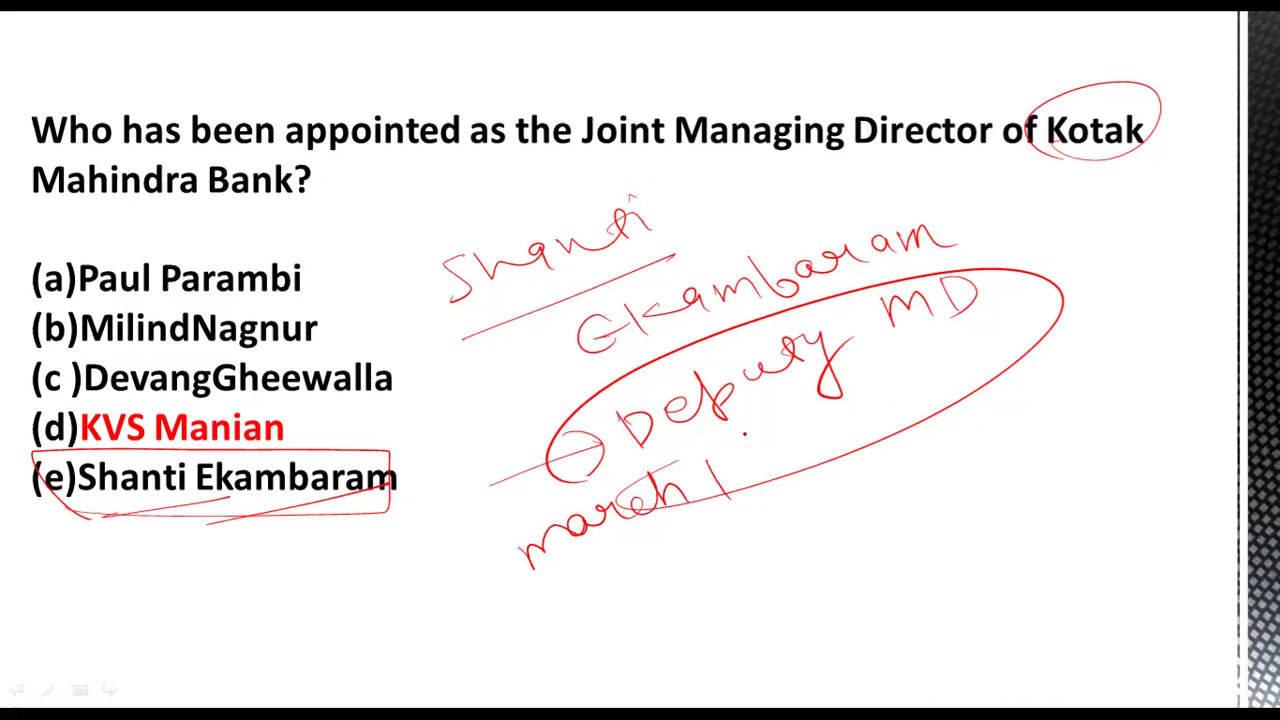 Who has been appointed as the Joint Managing Director of Kotak
Mahindra Bank?
(a)Paul Parambi
(b)MilindNagnur
(c )DevangGheewalla
(d)KVS Manian
(e)Shanti Ekambaram
Shanti
Ekambaram
Deputy MD
march 1